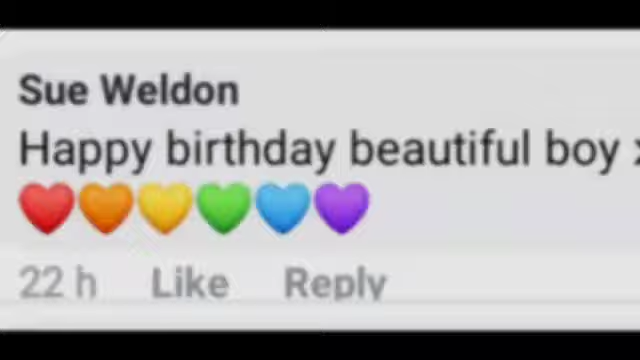 Sue Weldon
Happy birthday beautiful boy
❤️🧡💛💚💙💜
22 h Like Reply